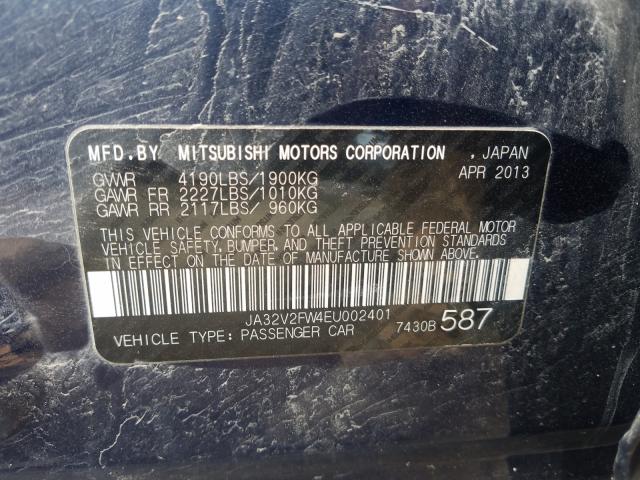 MFD.BY MITSUBISHI MOTORS CORPORATION , JAPAN
APR 2013
GVWR 4190LBS/1900KG
GAWR FR 2227LBS/1010KG
GAWR RR 2117LBS/ 960KG
THIS VEHICLE CONFORMS TO ALL APPLICABLE FEDERAL MOTOR
VEHICLE SAFETY, BUMPER, AND THEFT PREVENTION STANDARDS
IN EFFECT ON THE DATE OF MANUFACTURE SHOWN ABOVE.
JA32V2FW4EU002401
VEHICLE TYPE: PASSENGER CAR 7430B 587